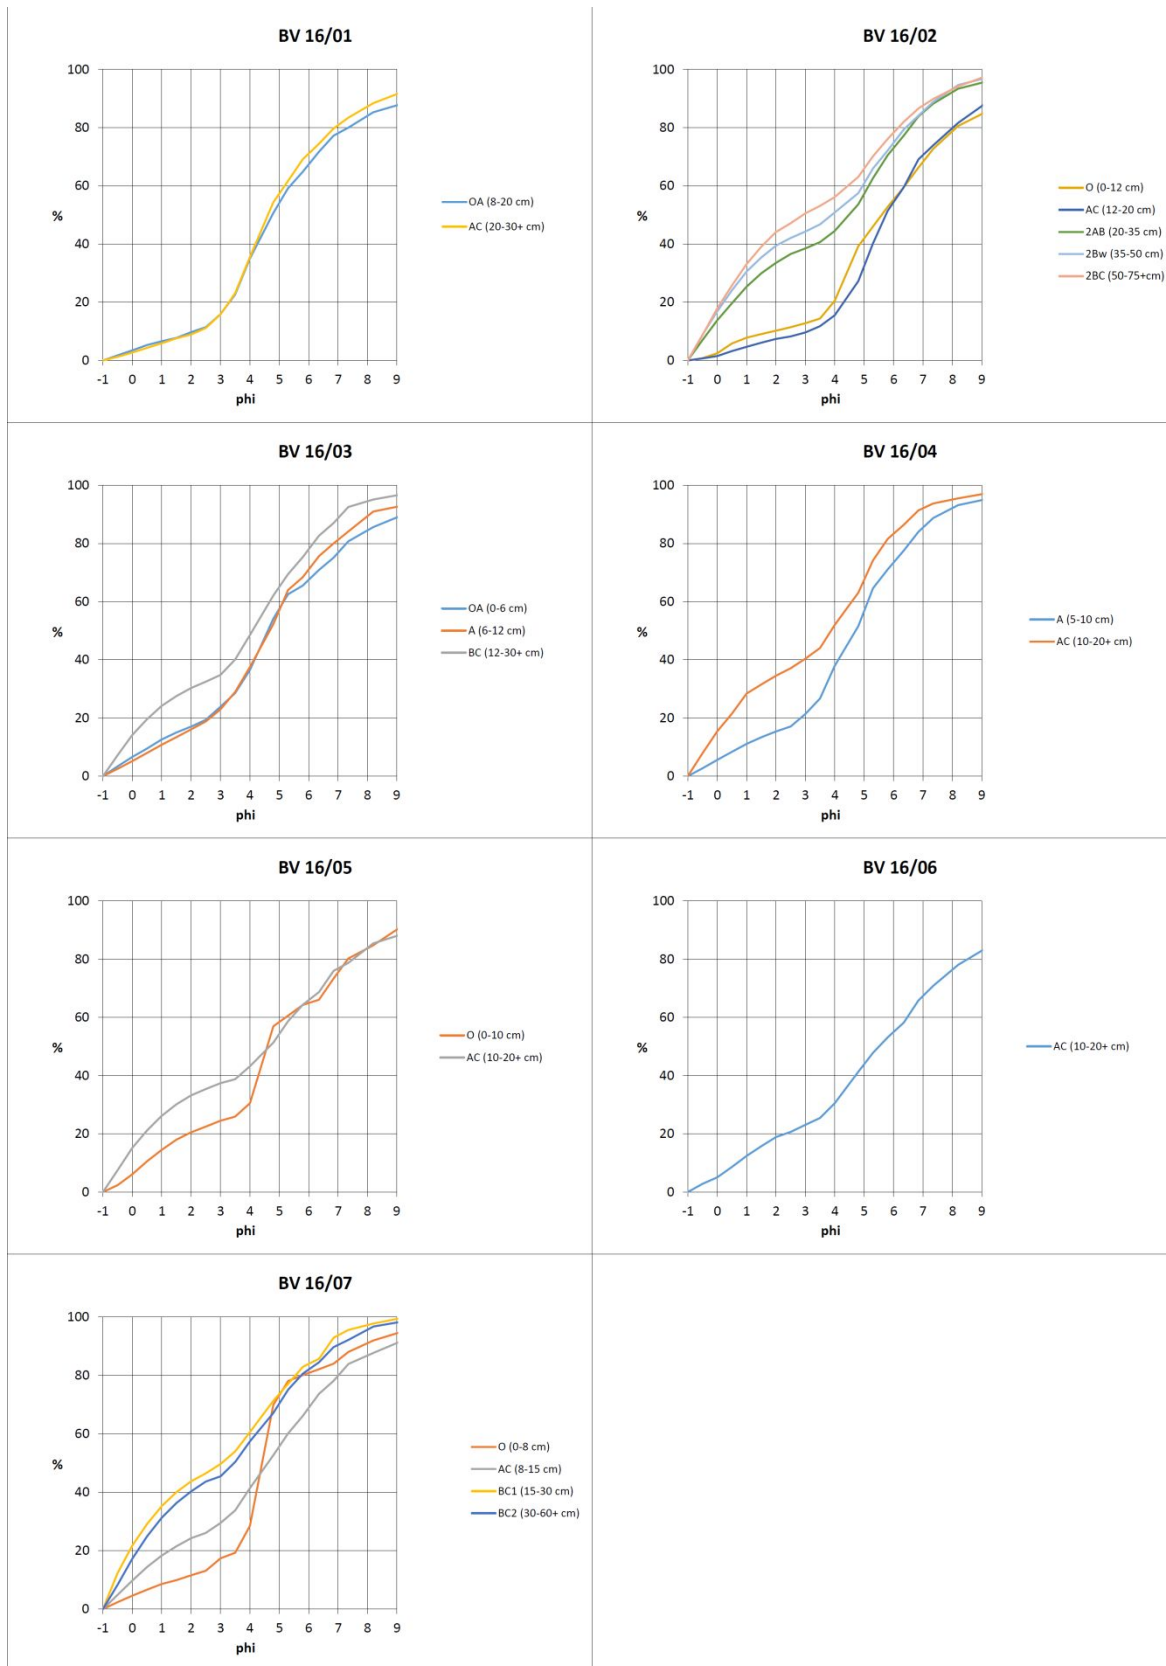 BV 16/01
100
80
60
%
40
20
0
-1 0 1 2 3 4 5 6 7 8 9
phi
OA (8-20 cm)
AC (20-30+ cm)
BV 16/02
100
80
60
%
40
20
0
-1 0 1 2 3 4 5 6 7 8 9
phi
O (0-12 cm)
AC (12-20 cm)
2AB (20-35 cm)
2Bw (35-50 cm)
2BC (50-75+cm)
BV 16/03
100
80
60
%
40
20
0
-1 0 1 2 3 4 5 6 7 8 9
phi
OA (0-6 cm)
A (6-12 cm)
BC (12-30+ cm)
BV 16/04
100
80
60
%
40
20
0
-1 0 1 2 3 4 5 6 7 8 9
phi
A (5-10 cm)
AC (10-20+ cm)
BV 16/05
100
80
60
%
40
20
0
-1 0 1 2 3 4 5 6 7 8 9
phi
O (0-10 cm)
AC (10-20+ cm)
BV 16/06
100
80
60
%
40
20
0
-1 0 1 2 3 4 5 6 7 8 9
phi
AC (10-20+ cm)
BV 16/07
100
80
60
%
40
20
0
-1 0 1 2 3 4 5 6 7 8 9
phi
O (0-8 cm)
AC (8-15 cm)
BC1 (15-30 cm)
BC2 (30-60+ cm)